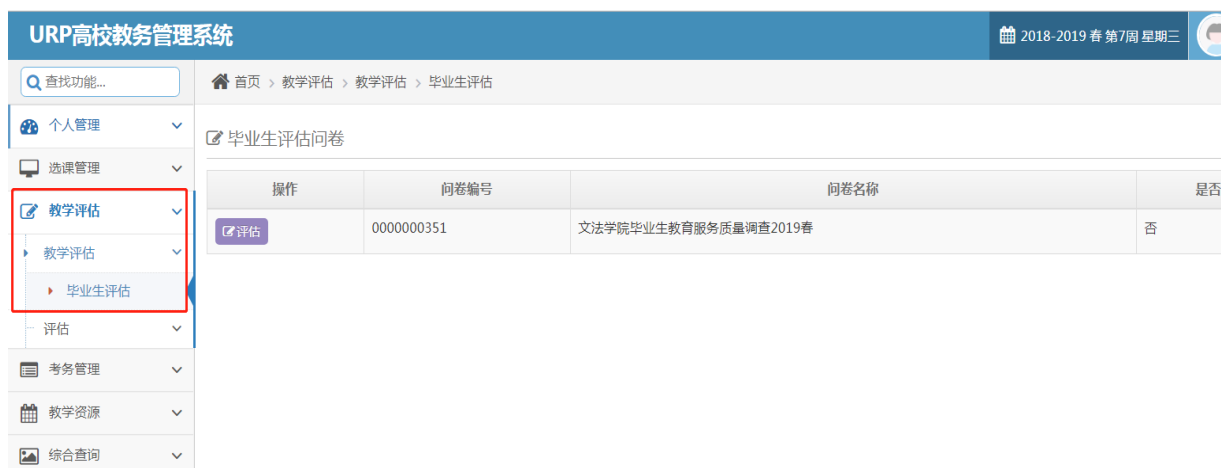 URP高校教务管理系统
2018-2019 春 第7周 星期三
查找功能...
首页 > 教学评估 > 教学评估 > 毕业生评估
个人管理
选课管理
教学评估
教学评估
毕业生评估
评估
考务管理
教学资源
综合查询
毕业生评估问卷
操作 问卷编号 问卷名称 是否
评估 0000000351 文法学院毕业生教育服务质量调查2019春 否